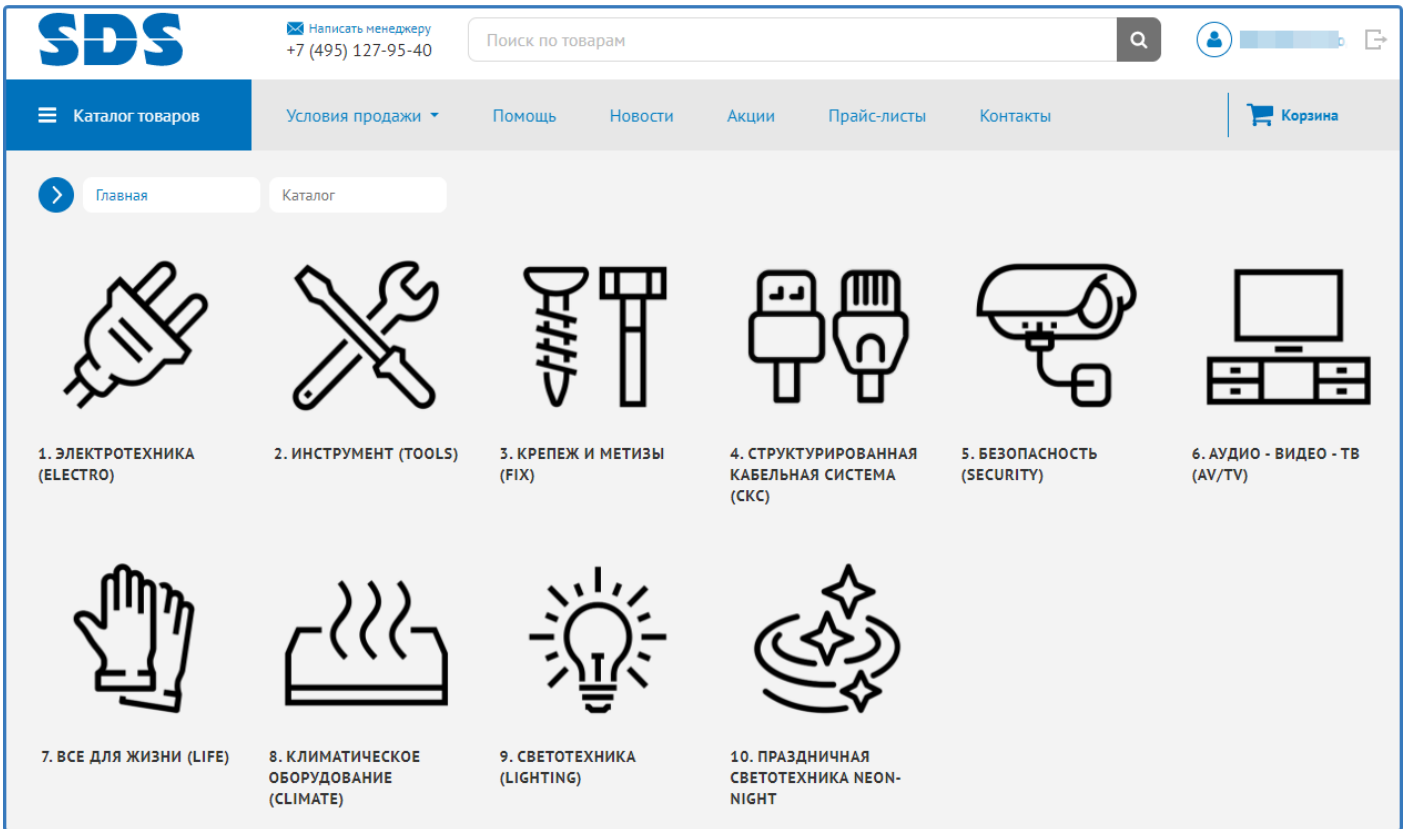 SDS
Написать менеджеру
+7 (495) 127-95-40
Поиск по товарам
Каталог товаров
Условия продажи
Помощь
Новости
Акции
Прайс-листы
Контакты
Корзина
Главная
Каталог
1. ЭЛЕКТРОТЕХНИКА
(ELECTRO)
2. ИНСТРУМЕНТ (TOOLS)
3. КРЕПЕЖ И МЕТИЗЫ
(FIX)
4. СТРУКТУРИРОВАННАЯ
КАБЕЛЬНАЯ СИСТЕМА
(СКС)
5. БЕЗОПАСНОСТЬ
(SECURITY)
6. АУДИО - ВИДЕО - ТВ
(AV/TV)
7. ВСЕ ДЛЯ ЖИЗНИ (LIFE)
8. КЛИМАТИЧЕСКОЕ
ОБОРУДОВАНИЕ
(CLIMATE)
9. СВЕТОТЕХНИКА
(LIGHTING)
10. ПРАЗДНИЧНАЯ
СВЕТОТЕХНИКА NEON-
NIGHT